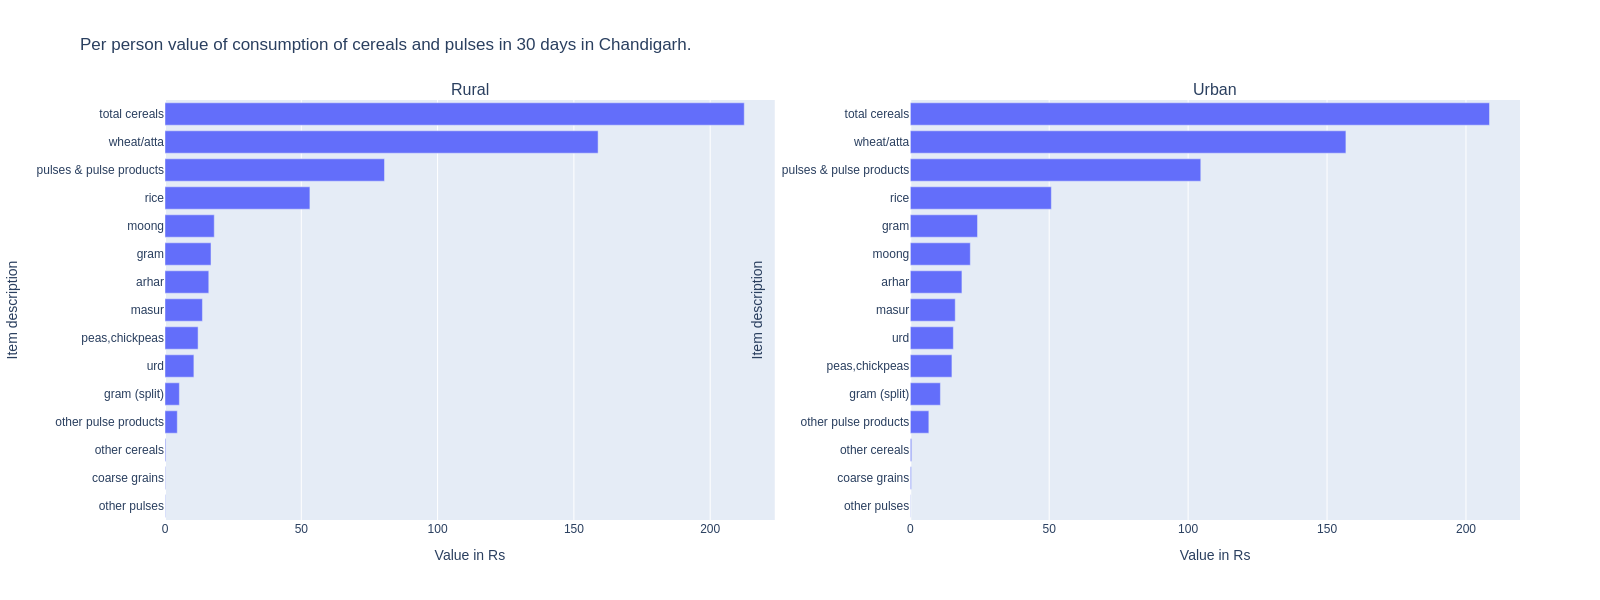 Per person value of consumption of cereals and pulses in 30 days in Chandigarh.
Rural
Item description
total cereals
wheat/atta
pulses & pulse products
rice
moong
gram
arhar
masur
peas,chickpeas
urd
gram (split)
other pulse products
other cereals
coarse grains
other pulses
0 50 100 150 200
Value in Rs
Urban
Item description
total cereals
wheat/atta
pulses & pulse products
rice
gram
moong
arhar
masur
urd
peas,chickpeas
gram (split)
other pulse products
other cereals
coarse grains
other pulses
0 50 100 150 200
Value in Rs